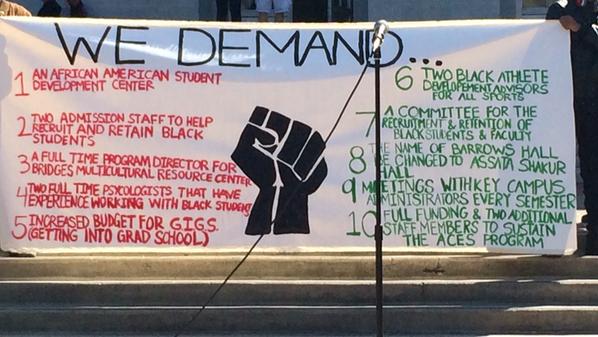 WE DEMAND...
1 AN AFRICAN AMERICAN STUDENT
DEVELOPMENT CENTER
2 TWO ADMISSION STAFF TO HELP
RECRUIT AND RETAIN BLACK
STUDENTS
3 A FULL TIME PROGRAM DIRECTOR FOR
BRIDGES MULTICULTURAL RESOURCE CENTER
4 TWO FULL TIME PSYCOLOGISTS THAT HAVE
EXPERIENCE WORKING WITH BLACK STUDENT
5 INCREASED BUDGET FOR G.I.G.S.
(GETTING INTO GRAD SCHOOL)
6 TWO BLACK ATHLETE
DEVELOPEMENT ADVISORS
FOR ALL SPORTS
7 A COMMITTEE FOR THE
RECRUITMENT & RETENTION OF
BLACK STUDENTS & FACULTY
8 THE NAME OF BARROWS HALL
BE CHANGED TO ASSATA SHAKUR
HALL
9 MEETINGS WITH KEY CAMPUS
ADMINISTRATORS EVERY SEMESTER
10 FULL FUNDING & TWO ADDITIONAL
STAFF MEMBERS TO SUSTAIN
THE ACES PROGRAM